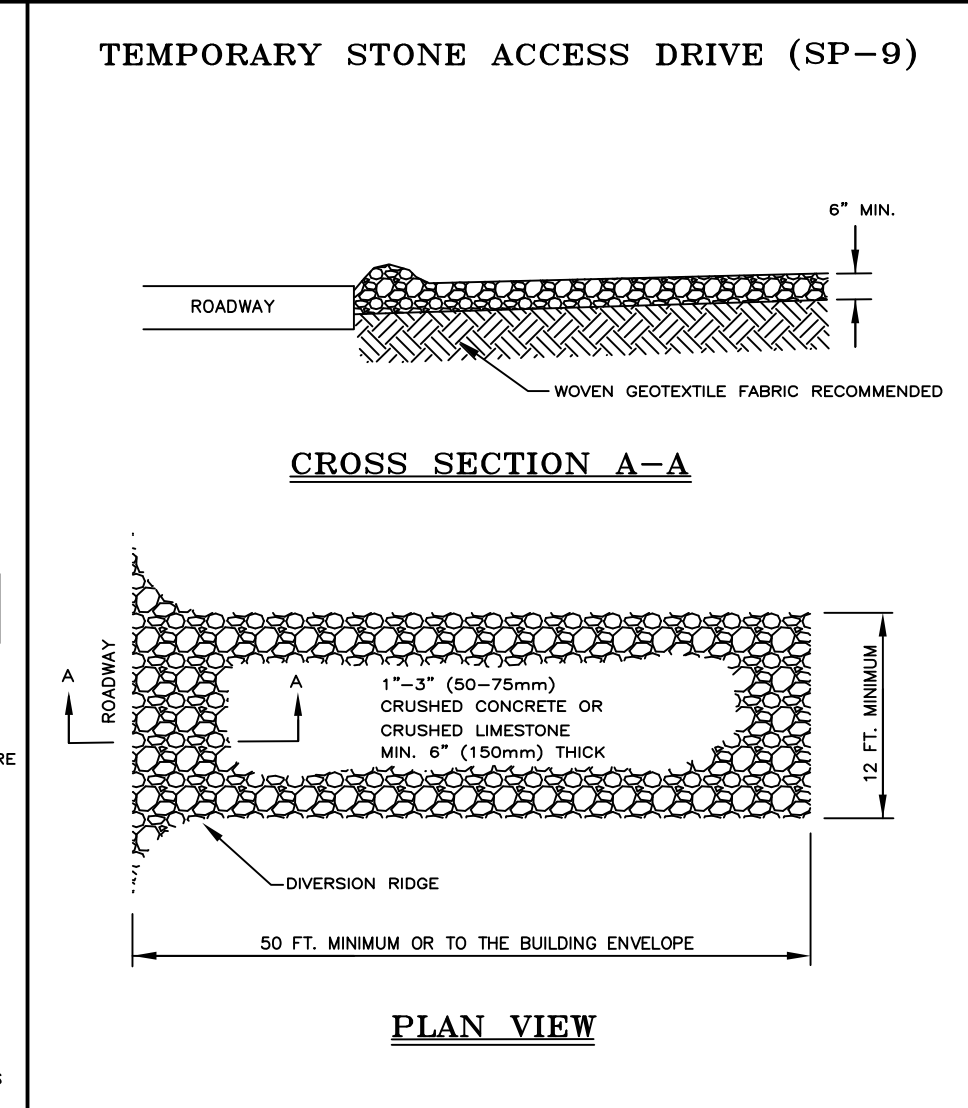 TEMPORARY STONE ACCESS DRIVE (SP-9)
6" MIN.
ROADWAY
WOVEN GEOTEXTILE FABRIC RECOMMENDED
CROSS SECTION A-A
ROADWAY
A
A
1"-3" (50-75mm)
CRUSHED CONCRETE OR
CRUSHED LIMESTONE
MIN. 6" (150mm) THICK
12 FT. MINIMUM
RE
DIVERSION RIDGE
50 FT. MINIMUM OR TO THE BUILDING ENVELOPE
PLAN VIEW
S